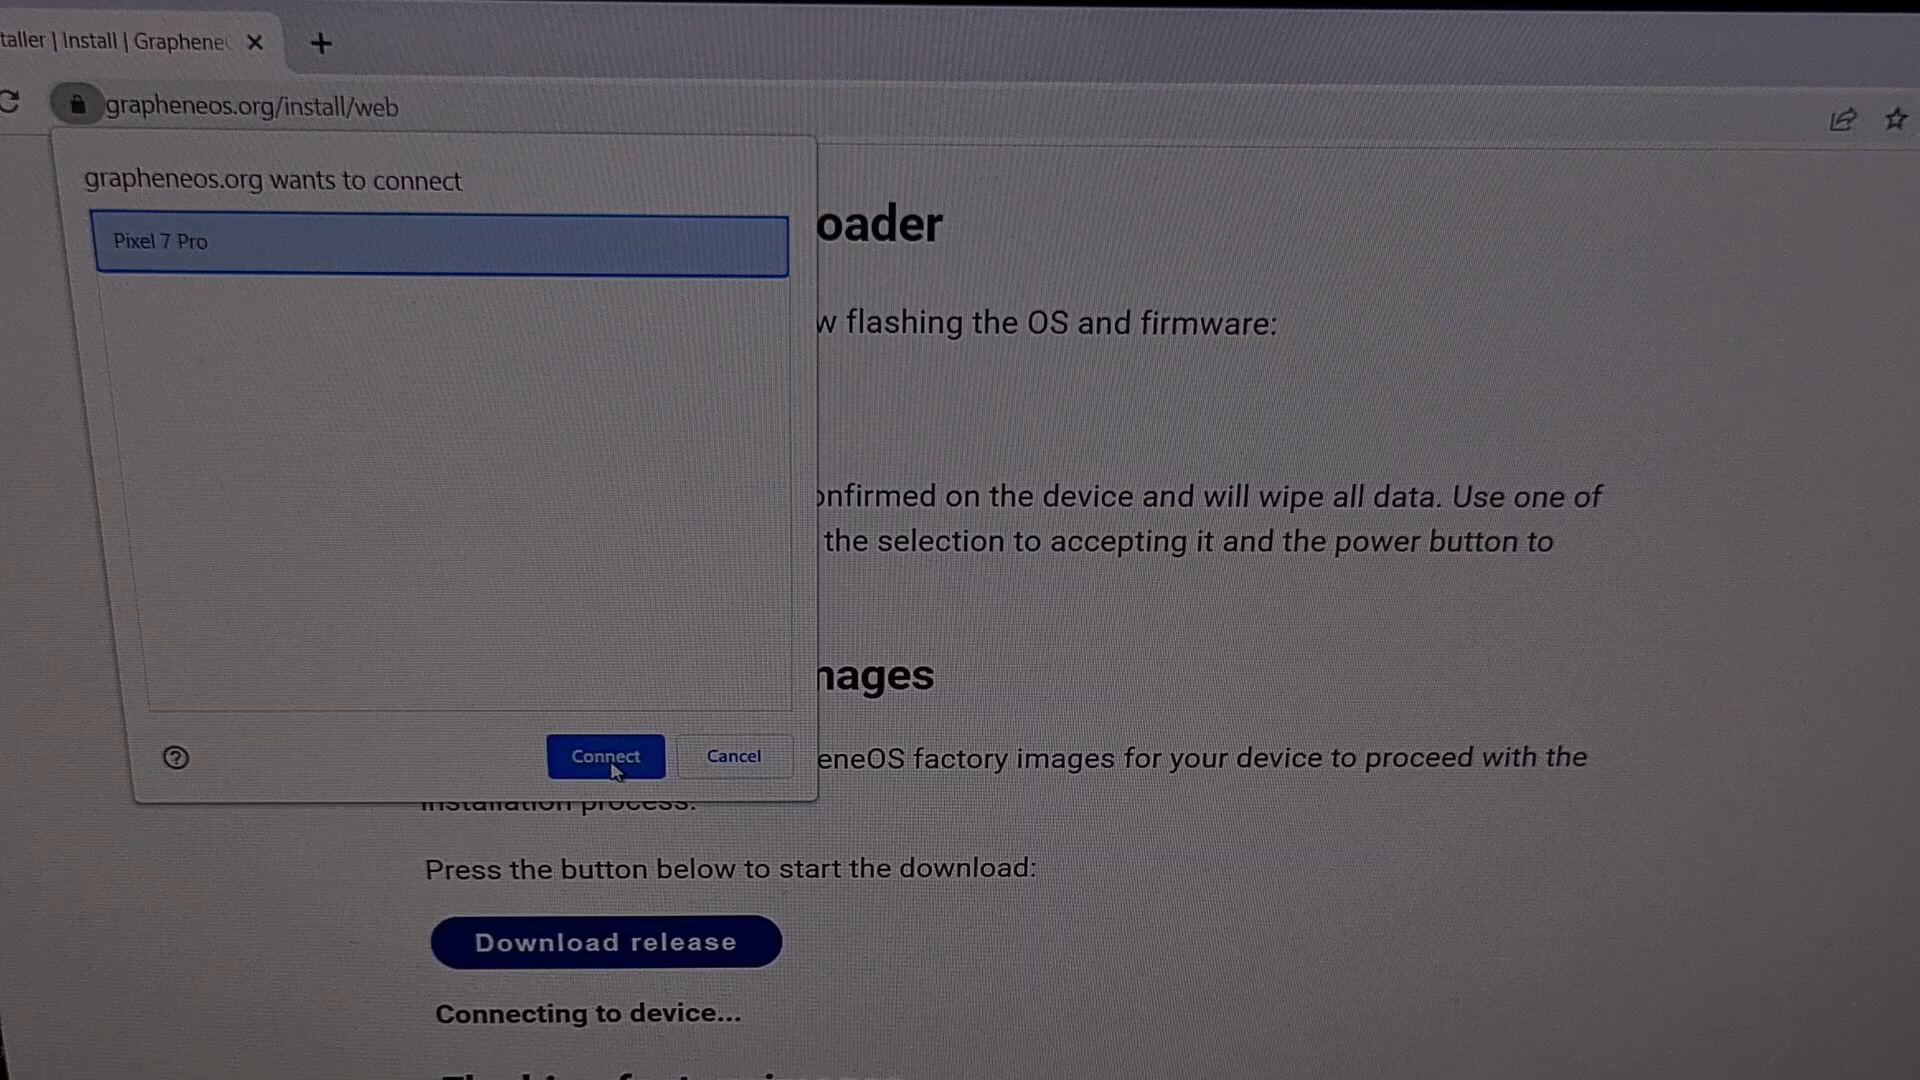 taller | Install | Graphene
grapheneos.org/install/web
grapheneos.org wants to connect
Pixel 7 Pro
Connect
Cancel
oader
w flashing the OS and firmware:
onfirmed on the device and will wipe all data. Use one of
the selection to accepting it and the power button to
mages
eneOS factory images for your device to proceed with the
installation process.
Press the button below to start the download:
Download release
Connecting to device...